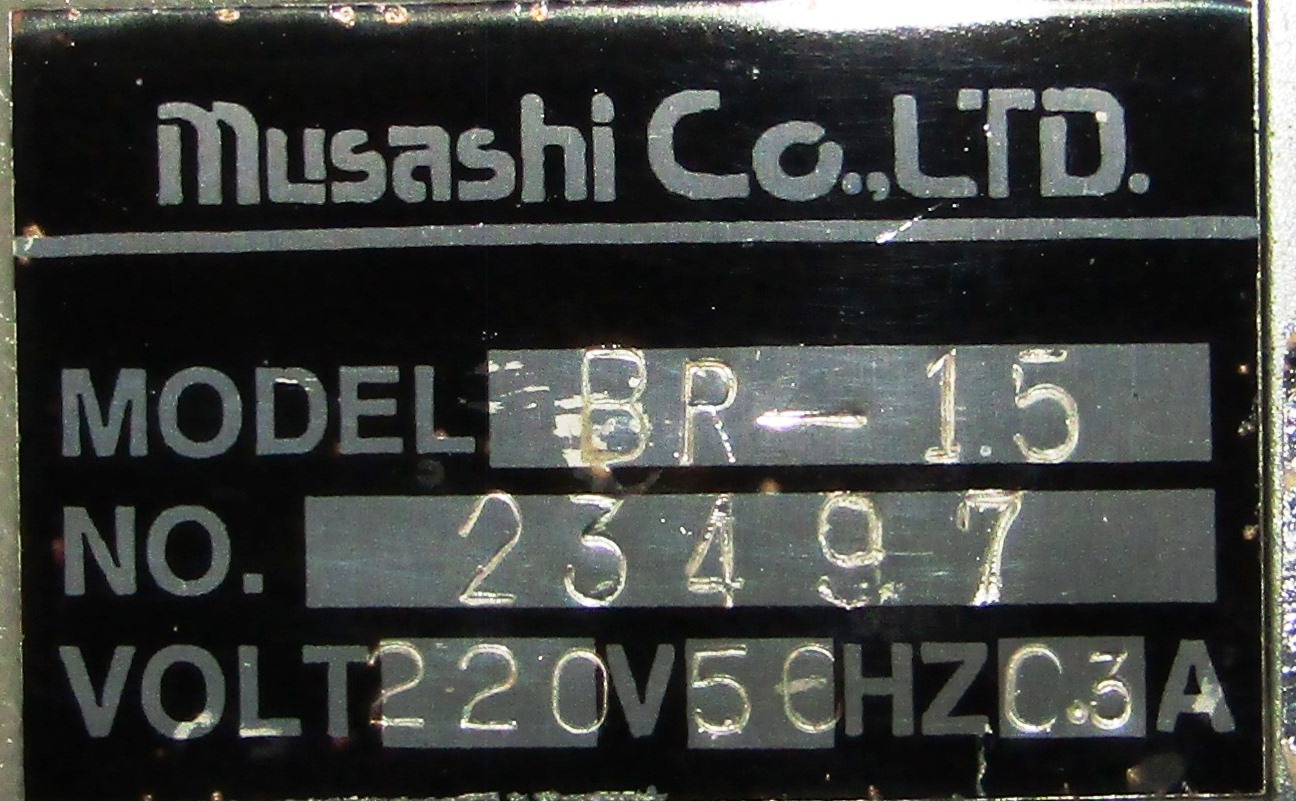 musashi Co.,LTD.
MODEL BR-1.5
NO. 23497
VOLT 220V 50HZ 0.3A